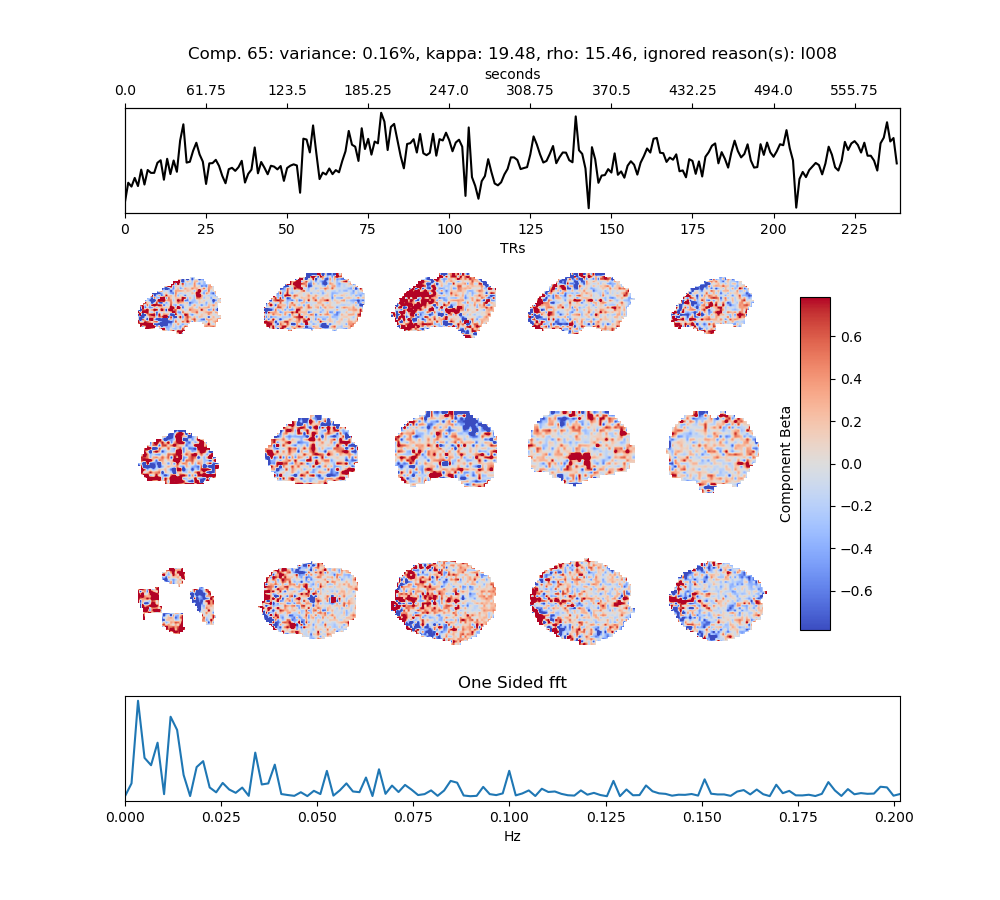 Comp. 65: variance: 0.16%, kappa: 19.48, rho: 15.46, ignored reason(s): I008
seconds
0.0 61.75 123.5 185.25 247.0 308.75 370.5 432.25 494.0 555.75
0 25 50 75 100 125 150 175 200 225
TRs
0.6
0.4
0.2
0.0
−0.2
−0.4
−0.6
Component Beta
One Sided fft
0.000 0.025 0.050 0.075 0.100 0.125 0.150 0.175 0.200
Hz